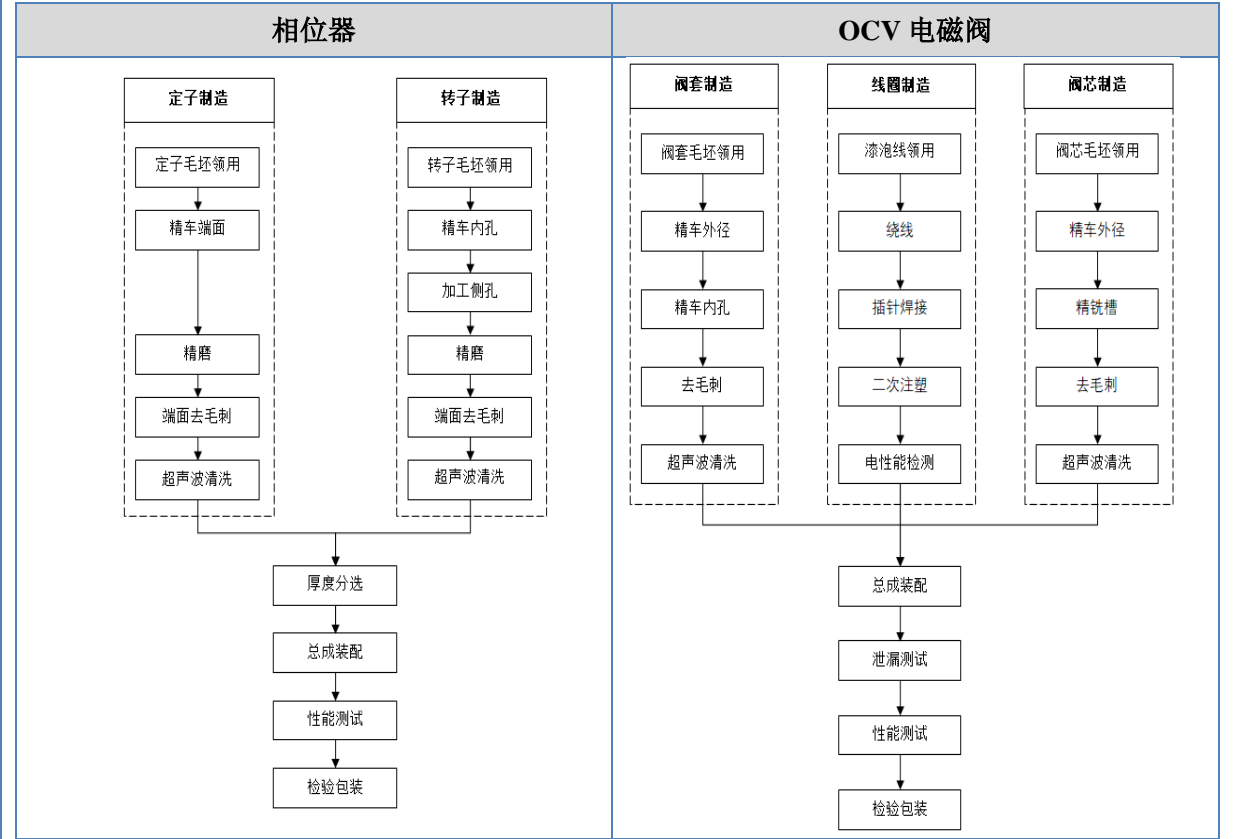 相位器
OCV 电磁阀
定子制造
定子毛坯领用
精车端面
精磨
端面去毛刺
超声波清洗
转子制造
转子毛坯领用
精车内孔
加工侧孔
精磨
端面去毛刺
超声波清洗
厚度分选
总成装配
性能测试
检验包装
阀套制造
阀套毛坯领用
精车外径
精车内孔
去毛刺
超声波清洗
线圈制造
漆泡线领用
绕线
插针焊接
二次注塑
电性能检测
阀芯制造
阀芯毛坯领用
精车外径
精铣槽
去毛刺
超声波清洗
总成装配
泄漏测试
性能测试
检验包装